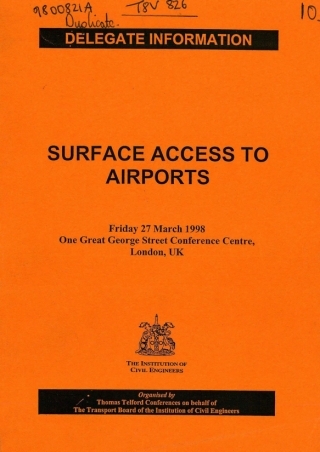 9800821A TSV 826 10
Duplicate.
DELEGATE INFORMATION
SURFACE ACCESS TO
AIRPORTS
Friday 27 March 1998
One Great George Street Conference Centre,
London, UK
THE INSTITUTION OF
CIVIL ENGINEERS
Organised by
Thomas Telford Conferences on behalf of
The Transport Board of the Institution of Civil Engineers